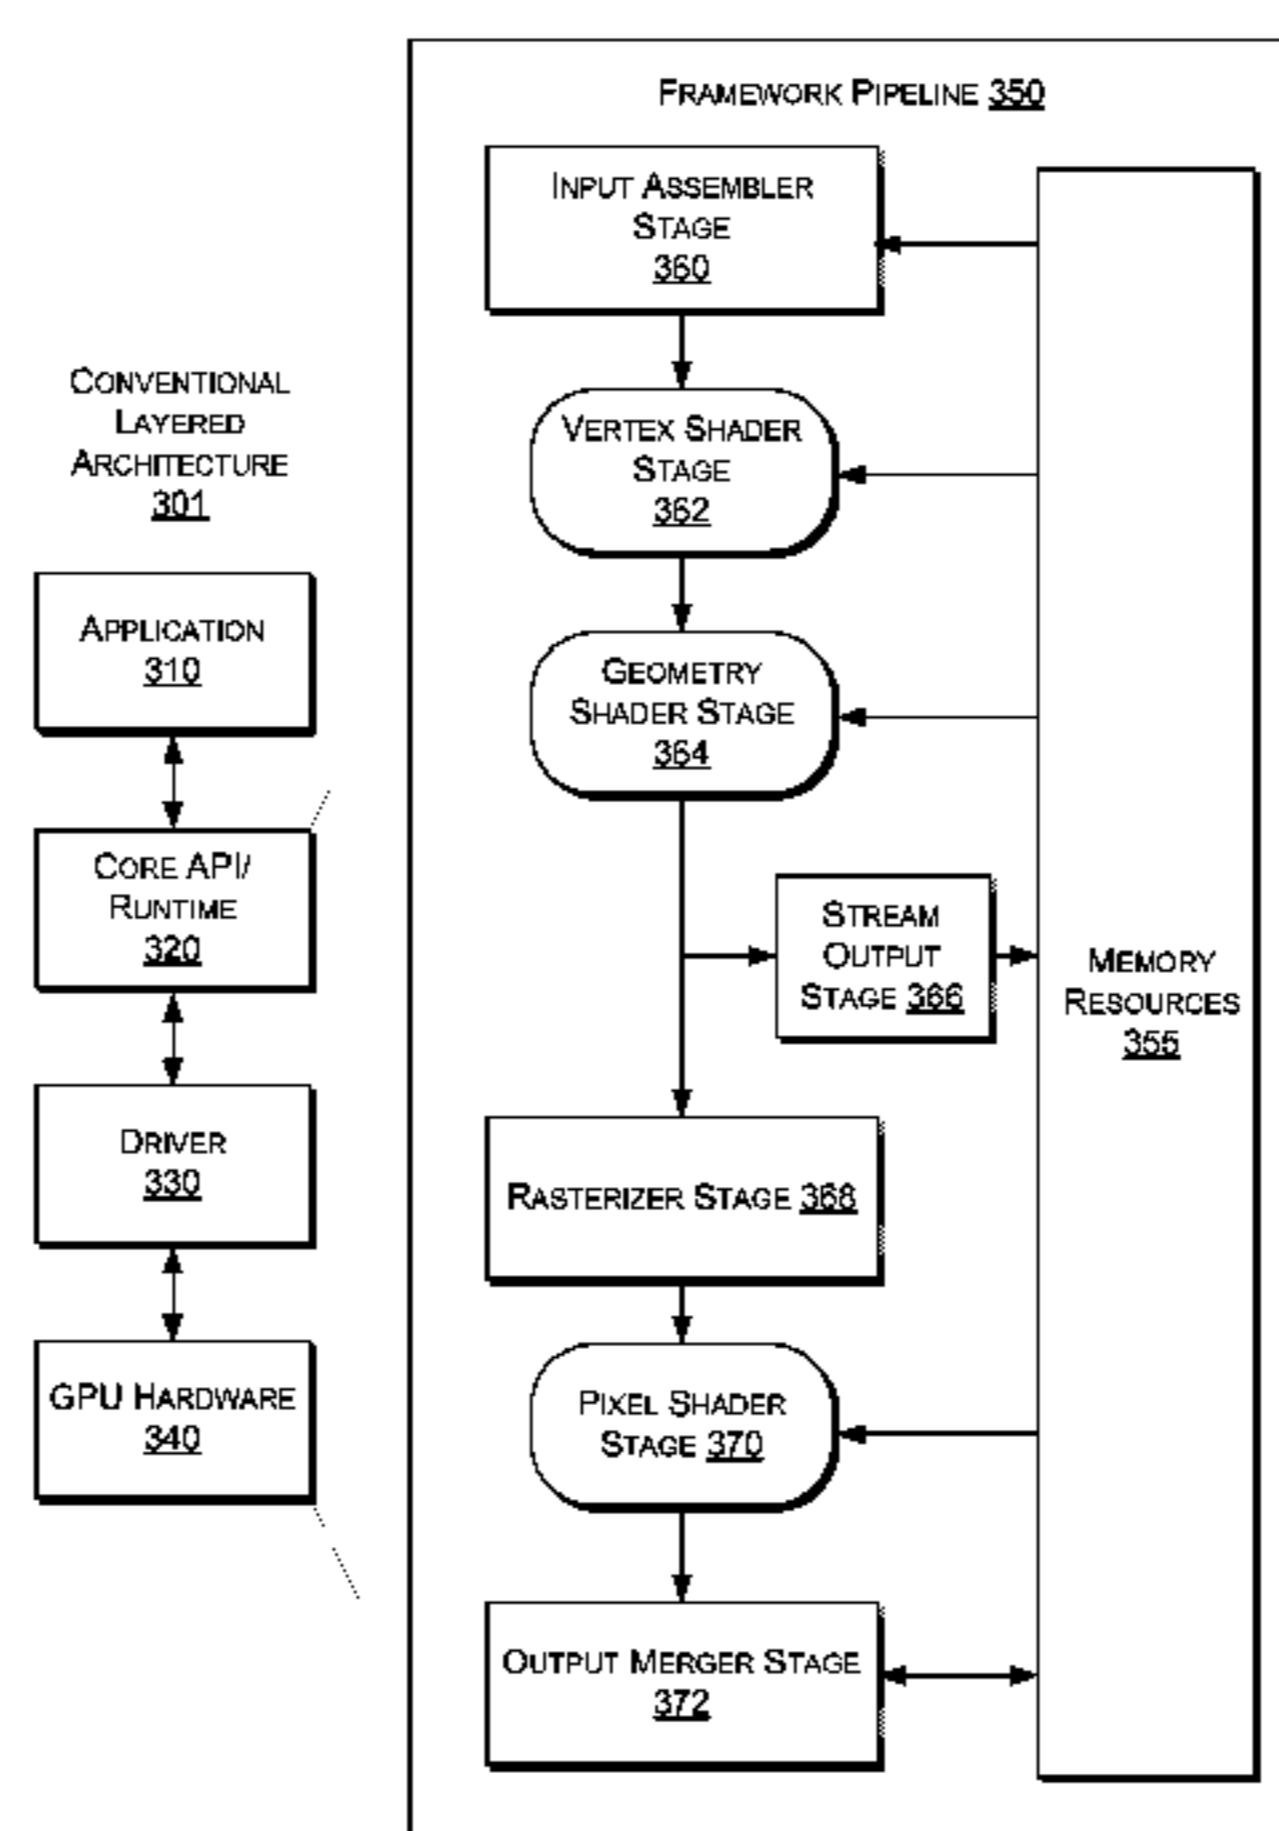 FRAMEWORK PIPELINE 350
INPUT ASSEMBLER
STAGE
360
VERTEX SHADER
STAGE
362
GEOMETRY
SHADER STAGE
364
STREAM
OUTPUT
STAGE 366
MEMORY
RESOURCES
355
RASTERIZER STAGE 368
PIXEL SHADER
STAGE 370
OUTPUT MERGER STAGE
372
CONVENTIONAL
LAYERED
ARCHITECTURE
301
APPLICATION
310
CORE API/
RUNTIME
320
DRIVER
330
GPU HARDWARE
340